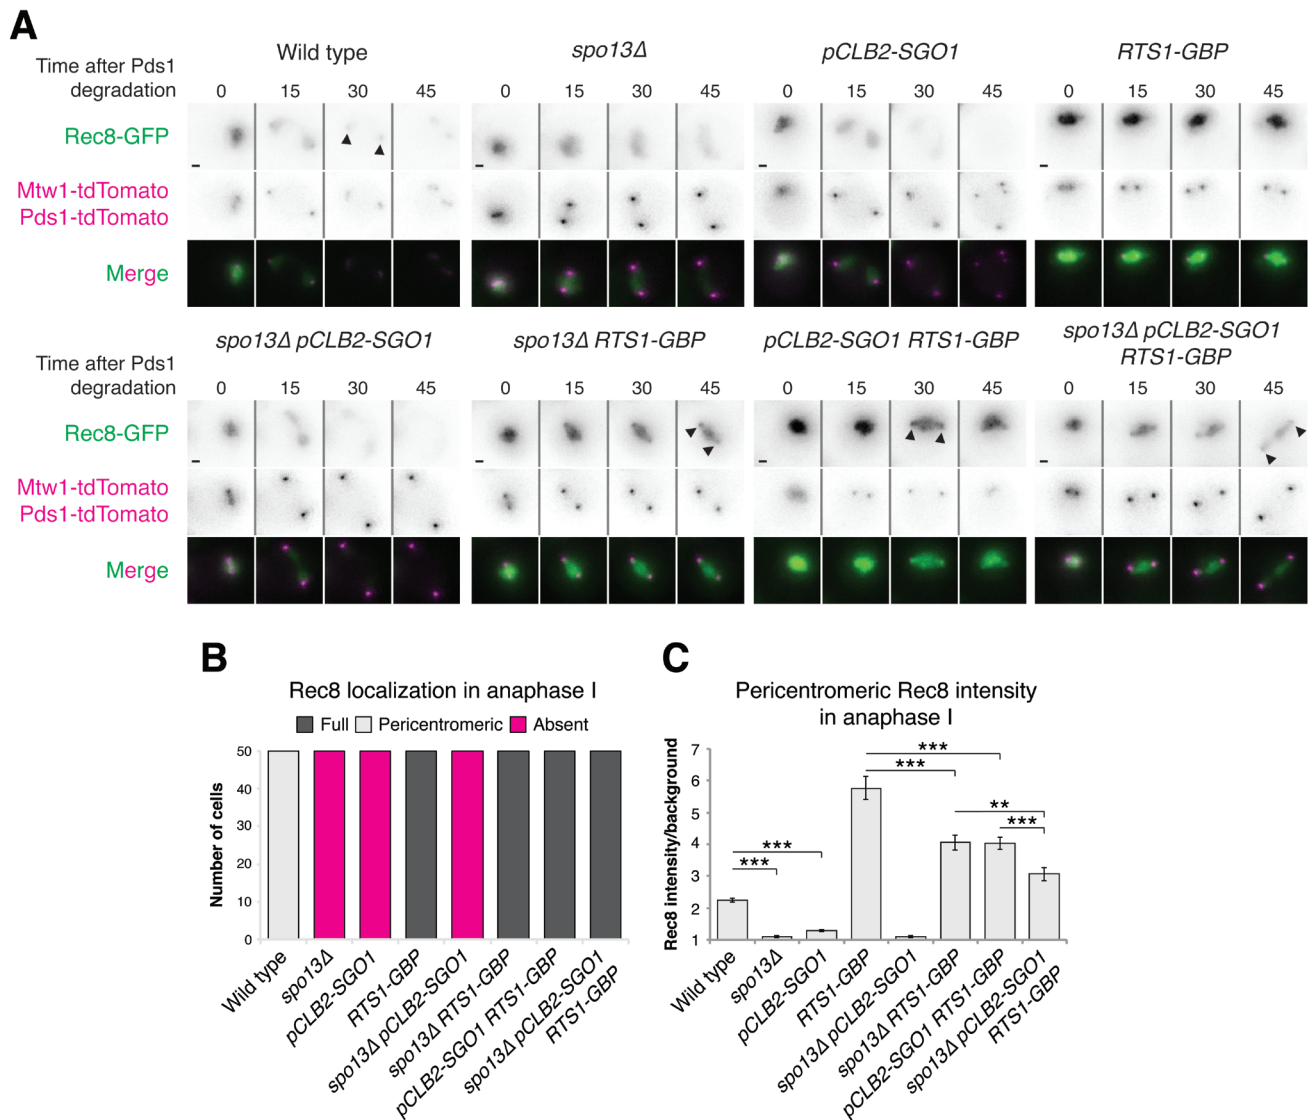 A
Wild type
spo13Δ
pCLB2-SGO1
RTS1-GBP
Time after Pds1
degradation
0 15 30 45
0 15 30 45
0 15 30 45
0 15 30 45
Rec8-GFP
Mtw1-tdTomato
Pds1-tdTomato
Merge
spo13Δ pCLB2-SGO1
spo13Δ RTS1-GBP
pCLB2-SGO1 RTS1-GBP
spo13Δ pCLB2-SGO1
RTS1-GBP
Time after Pds1
degradation
0 15 30 45
0 15 30 45
0 15 30 45
0 15 30 45
Rec8-GFP
Mtw1-tdTomato
Pds1-tdTomato
Merge
B
Rec8 localization in anaphase I
Full Pericentromeric Absent
Number of cells
50
40
30
20
10
0
Wild type
spo13Δ
pCLB2-SGO1
RTS1-GBP
spo13Δ pCLB2-SGO1
spo13Δ RTS1-GBP
pCLB2-SGO1 RTS1-GBP
spo13Δ pCLB2-SGO1
RTS1-GBP
C
Pericentromeric Rec8 intensity
in anaphase I
Rec8 intensity/background
7
6
5
4
3
2
1
***
***
***
***
**
***
Wild type
spo13Δ
pCLB2-SGO1
RTS1-GBP
spo13Δ pCLB2-SGO1
spo13Δ RTS1-GBP
pCLB2-SGO1 RTS1-GBP
spo13Δ pCLB2-SGO1
RTS1-GBP